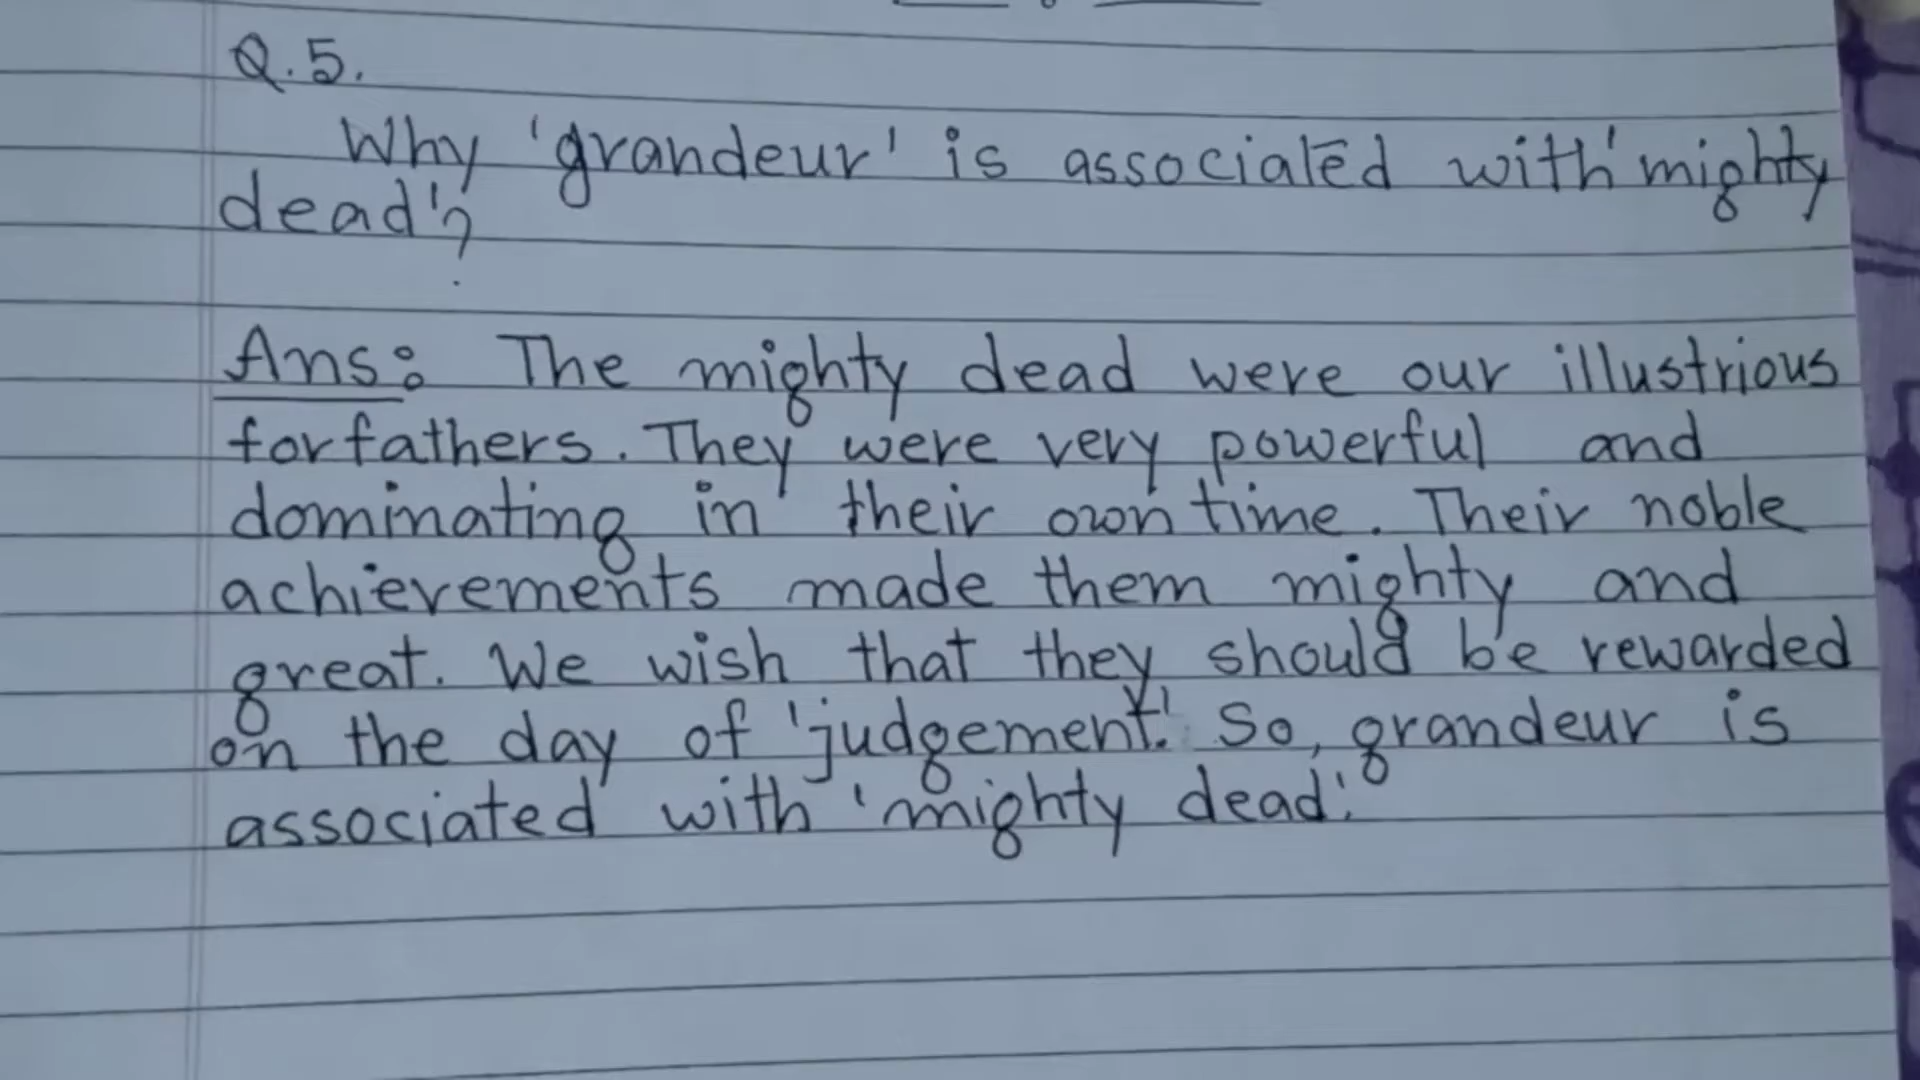 Q.5.
Why 'grandeur' is associated with 'mighty
dead'?
Ans: The mighty dead were our illustrious
forfathers. They were very powerful and
dominating in their own time. Their noble
achievements made them mighty and
great. We wish that they should be rewarded
on the day of 'judgement'. So, grandeur is
associated with 'mighty dead'.